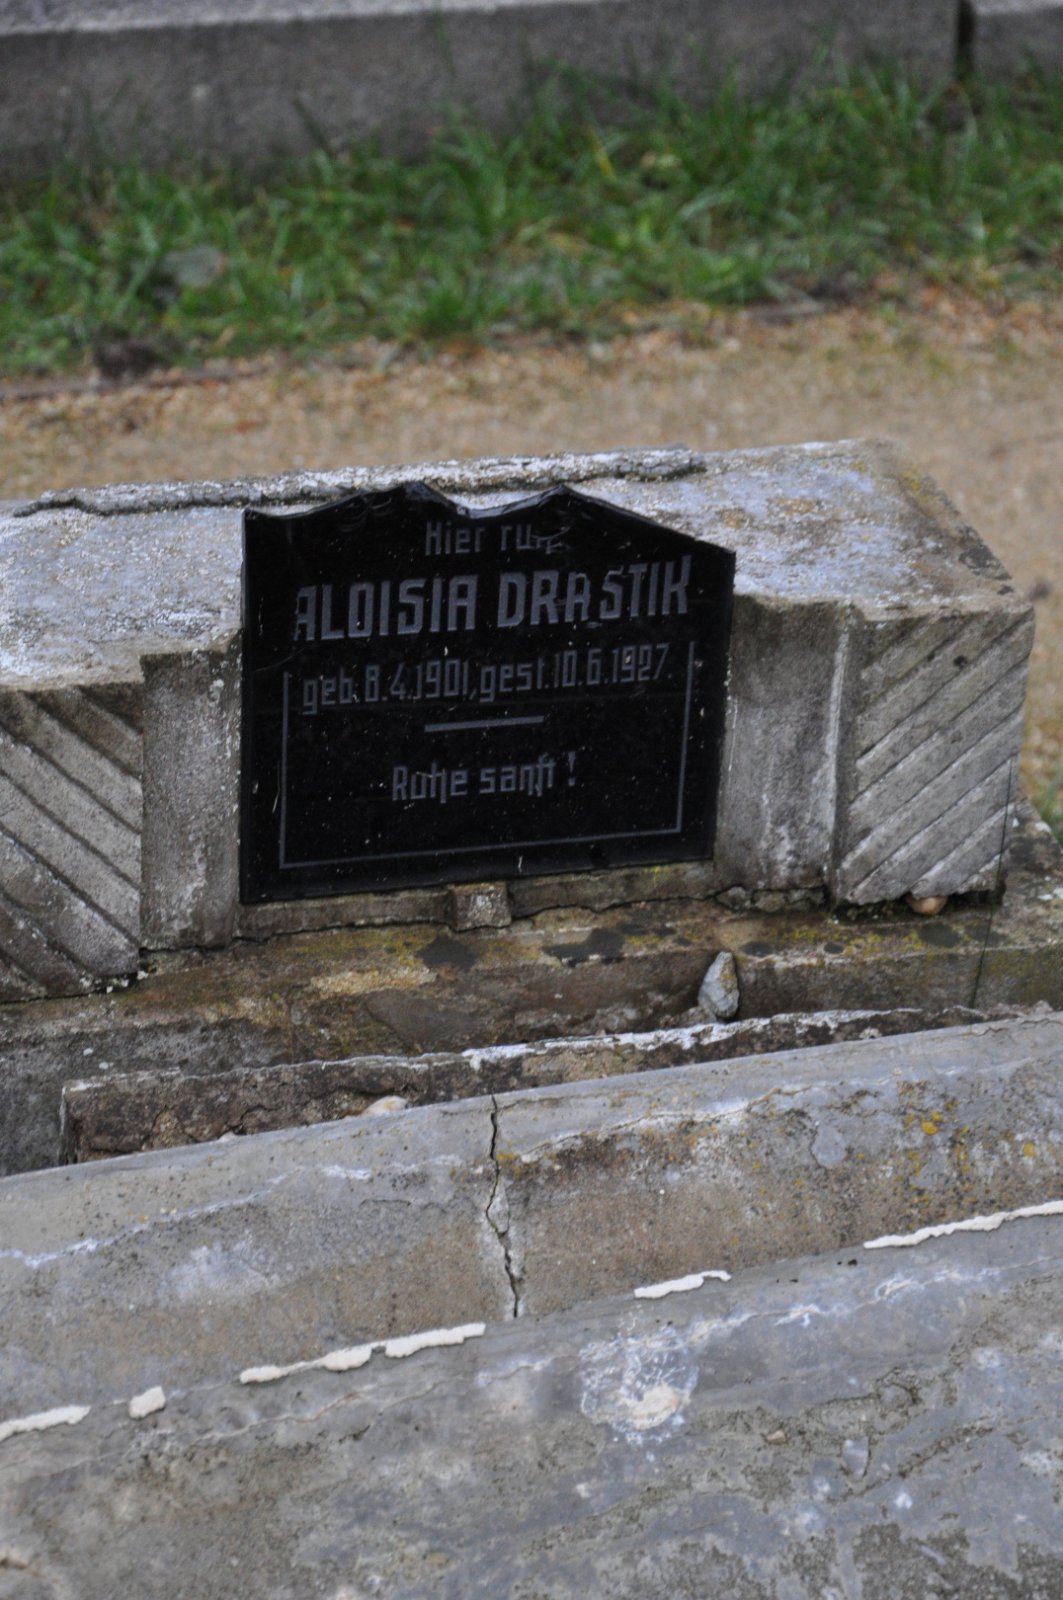 Hier
ALOISIA DRASTIK
geb. 8.4.1901, gest. 10.6.1927.
Ruhe sanft!